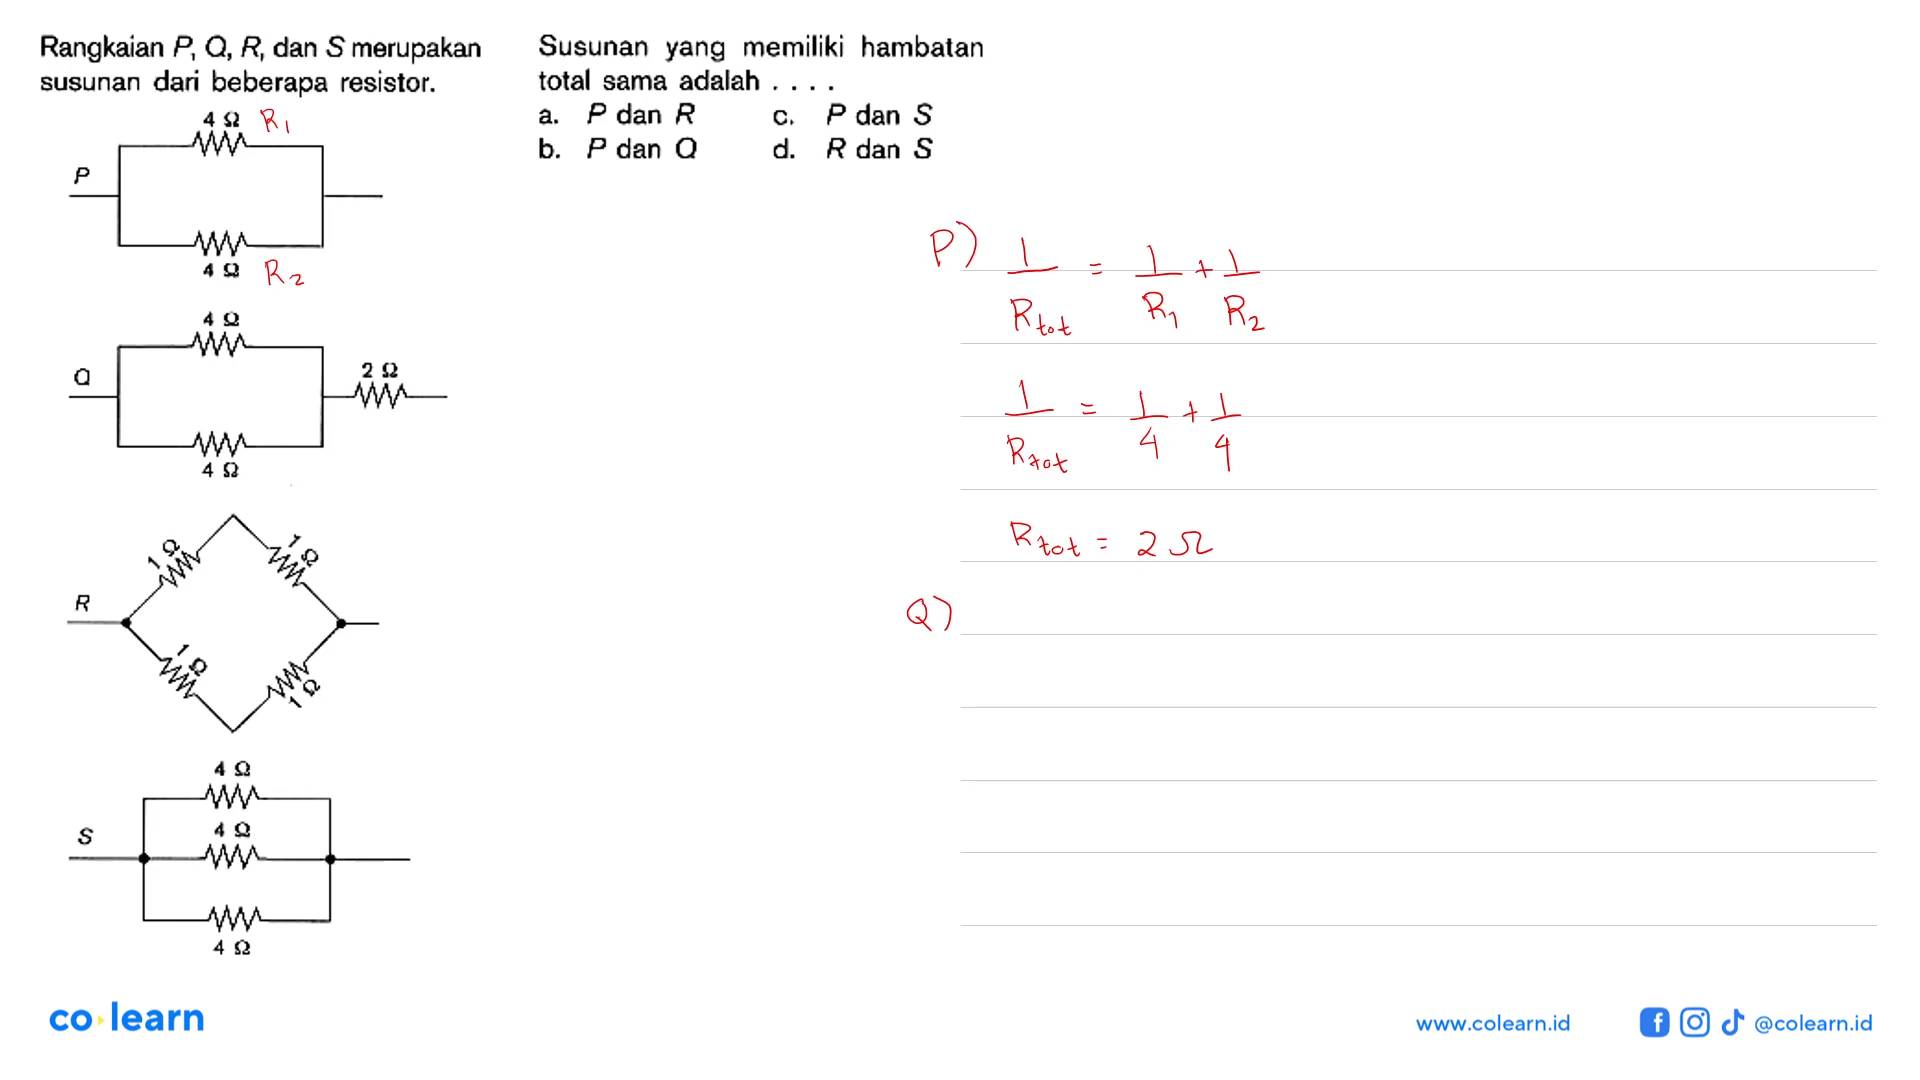 Rangkaian P, Q, R, dan S merupakan
susunan dari beberapa resistor.
4 Ω R1
P
4 Ω R2
4 Ω
Q
2 Ω
4 Ω
1 Ω 1 Ω
R
1 Ω 1 Ω
4 Ω
S
4 Ω
4 Ω
Susunan yang memiliki hambatan
total sama adalah . . . .
a. P dan R c. P dan S
b. P dan Q d. R dan S
P) 1/Rtot = 1/R1 + 1/R2
1/Rtot = 1/4 + 1/4
Rtot = 2 Ω
Q)
co learn
www.colearn.id @colearn.id